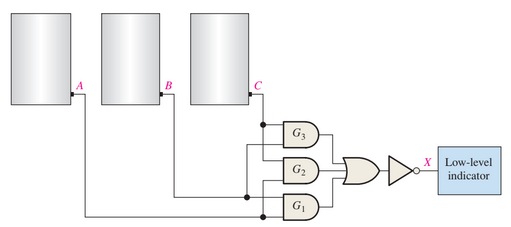 A
B
C
G3
G2
G1
X
Low-level
indicator